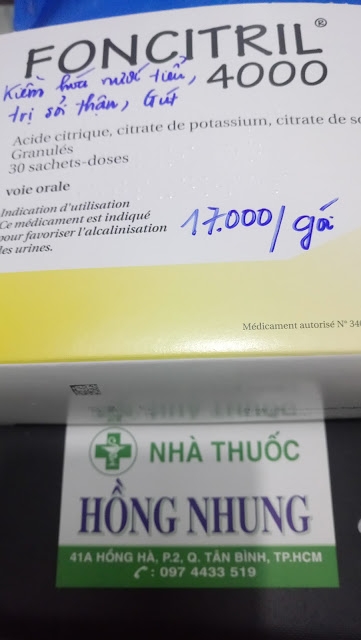 FONCITRIL®
4000
Kiềm hóa nước tiểu,
trị sỏi thận, Gút
Acide citrique, citrate de potassium, citrate de so
Granulés
30 sachets-doses
voie orale
Indication d'utilisation
Ce médicament est indiqué
pour favoriser l'alcalinisation
des urines.
17.000/gói
Médicament autorisé N° 340
NHÀ THUỐC
HỒNG NHUNG
41A HỒNG HÀ, P.2, Q. TÂN BÌNH, TP.HCM
: 097 4433 519